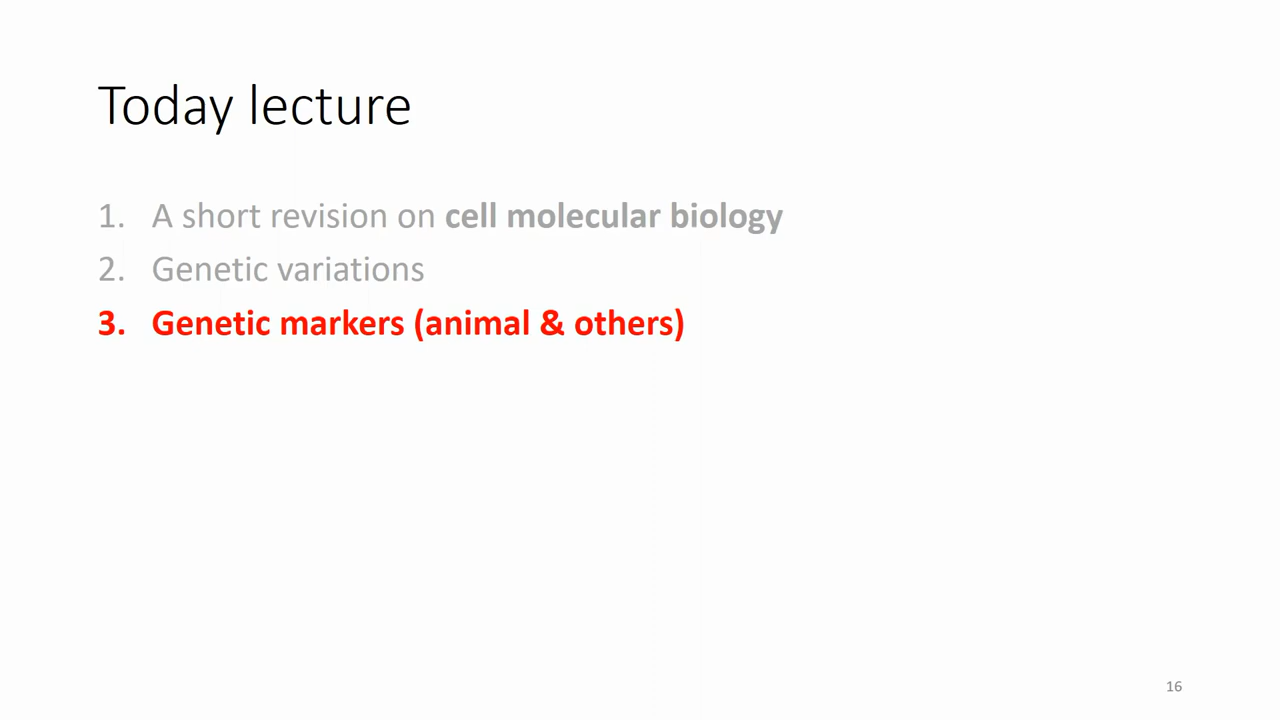 Today lecture
1. A short revision on cell molecular biology
2. Genetic variations
3. Genetic markers (animal & others)
16